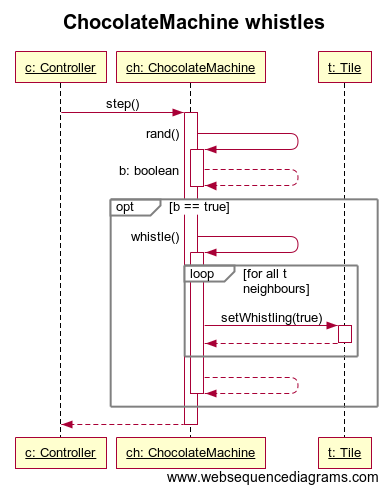 ChocolateMachine whistles
c: Controller
ch: ChocolateMachine
t: Tile
step()
rand()
b: boolean
opt
[b == true]
whistle()
loop
[for all t
neighbours]
setWhistling(true)
c: Controller
ch: ChocolateMachine
t: Tile
www.websequencediagrams.com